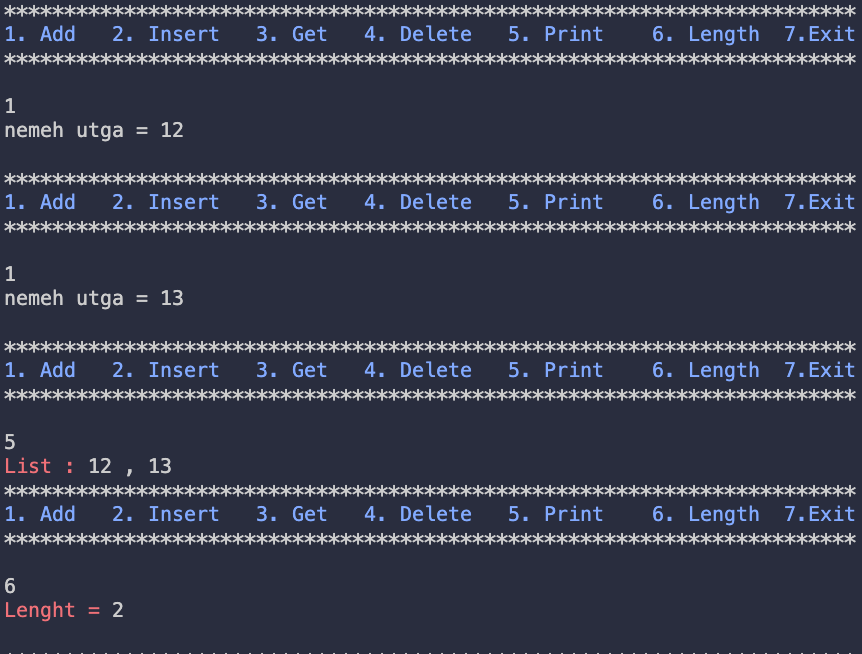 ***********************************************************************
1. Add   2. Insert   3. Get   4. Delete   5. Print    6. Length  7.Exit
***********************************************************************
1
nemeh utga = 12
***********************************************************************
1. Add   2. Insert   3. Get   4. Delete   5. Print    6. Length  7.Exit
***********************************************************************
1
nemeh utga = 13
***********************************************************************
1. Add   2. Insert   3. Get   4. Delete   5. Print    6. Length  7.Exit
***********************************************************************
5
List : 12 , 13
***********************************************************************
1. Add   2. Insert   3. Get   4. Delete   5. Print    6. Length  7.Exit
***********************************************************************
6
Lenght = 2